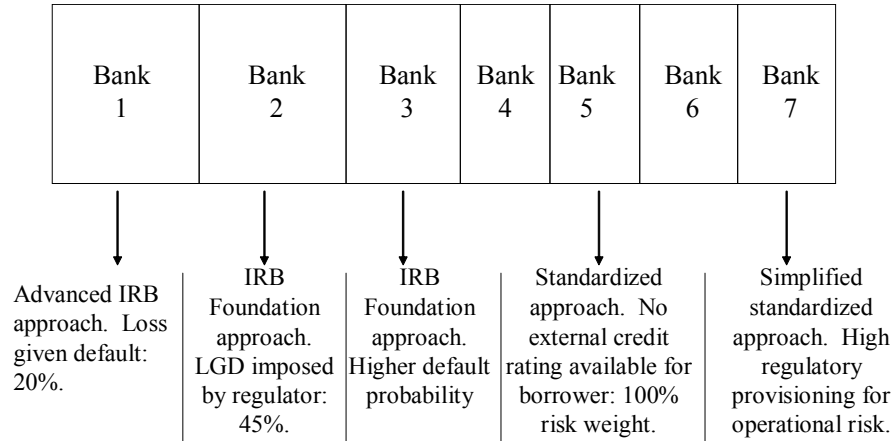 Bank
1
Bank
2
Bank
3
Bank
4
Bank
5
Bank
6
Bank
7
Advanced IRB
approach.  Loss
given default:
20%.
IRB
Foundation
approach.
LGD imposed
by regulator:
45%.
IRB
Foundation
approach.
Higher default
probability
Standardized
approach.  No
external credit
rating available for
borrower: 100%
risk weight.
Simplified
standardized
approach.  High
regulatory
provisioning for
operational risk.